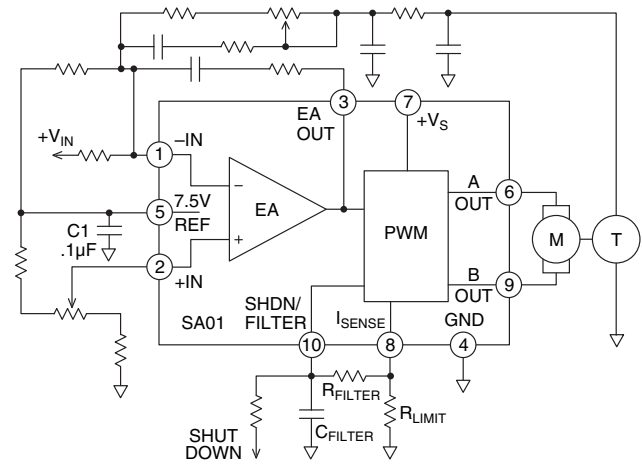 3
7
EA
OUT
+VS
+VIN
1
–IN
–
A
OUT
6
5
7.5V
REF
EA
PWM
M
T
C1
.1µF
+
2
+IN
B
OUT
9
SHDN/
FILTER
ISENSE
GND
SA01
10
8
4
RFILTER
RLIMIT
CFILTER
SHUT
DOWN